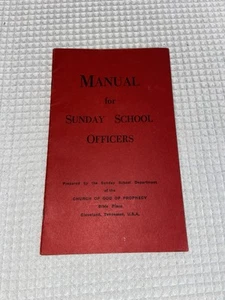 MANUAL
for
SUNDAY SCHOOL
OFFICERS
Prepared by the Sunday School Department
of the
CHURCH OF GOD OF PROPHECY
Bible Place
Cleveland, Tennessee, U.S.A.